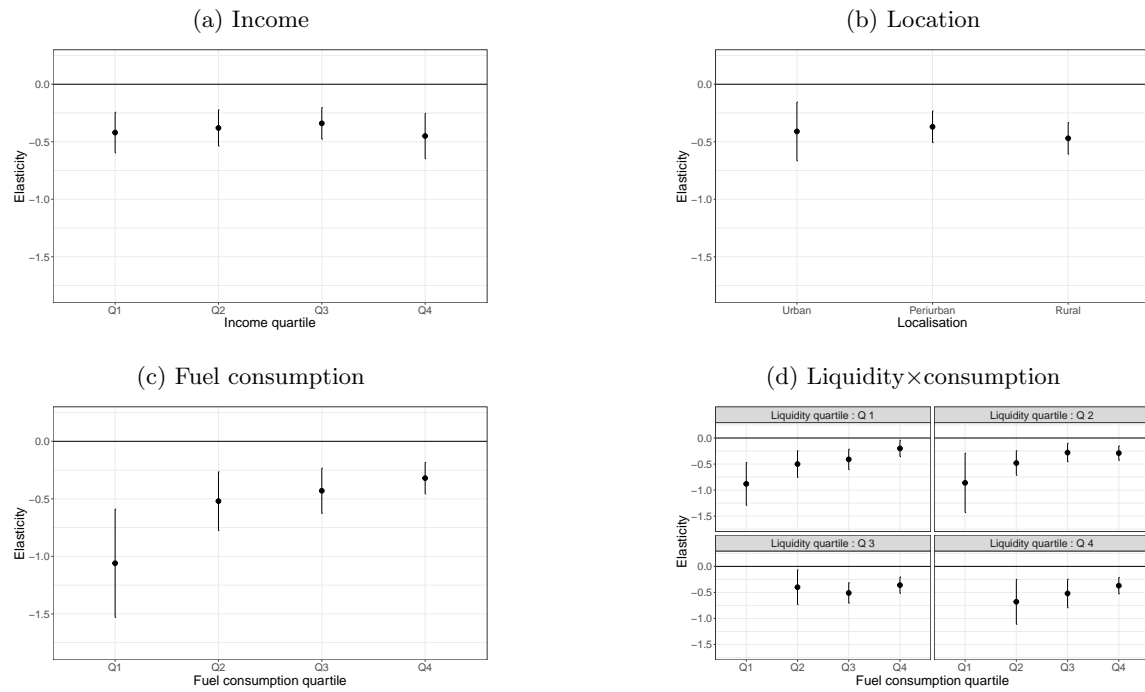 (a) Income
0.0
−0.5
−1.0
−1.5
Elasticity
Q1 Q2 Q3 Q4
Income quartile
(b) Location
0.0
−0.5
−1.0
−1.5
Elasticity
Urban Periurban Rural
Localisation
(c) Fuel consumption
0.0
−0.5
−1.0
−1.5
Elasticity
Q1 Q2 Q3 Q4
Fuel consumption quartile
(d) Liquidity×consumption
Liquidity quartile : Q 1 Liquidity quartile : Q 2
0.0
−0.5
−1.0
−1.5
Elasticity
Liquidity quartile : Q 3 Liquidity quartile : Q 4
0.0
−0.5
−1.0
−1.5
Q1 Q2 Q3 Q4 Q1 Q2 Q3 Q4
Fuel consumption quartile